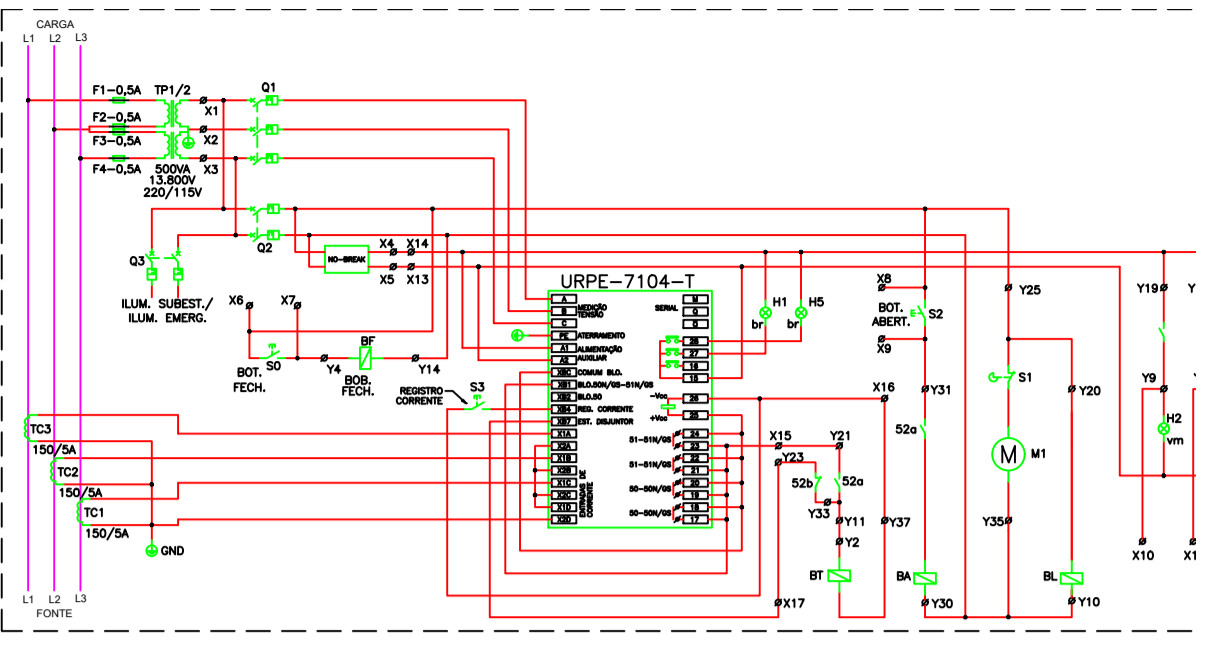 CARGA
L1 L2 L3
F1-0,5A
TP1/2
X1
Q1
F2-0,5A
X2
F3-0,5A
F4-0,5A
X3
500VA
13.800V
220/115V
Q2
Q3
NO-BREAK
X4 X14
X5 X13
ILUM. SUBEST./
ILUM. EMERG.
X6
X7
BOT.
FECH.
S0
Y4
BF
BOB.
FECH.
Y14
REGISTRO
CORRENTE
S3
URPE-7104-T
A
B
C
MEDIÇÃO
TENSÃO
PE
ATERRAMENTO
A1
A2
ALIMENTAÇÃO
AUXILIAR
XBC COMUM BLO.
XB1 BLO.50N/GS-51N/GS
XB2 BLO.50
XB4 REG. CORRENTE
XB7 EST. DISJUNTOR
X1A
X2A
X1B
X2B
X1C
X2C
X1D
X2D
ENTRADAS DE
CORRENTE
SERIAL
28
27
16
15
-Vcc 26
+Vcc 25
51-51N/GS
24
23
51-51N/GS
22
21
50-50N/GS
20
19
50-50N/GS
18
17
H1
br
H5
br
X8
BOT.
ABERT.
S2
X9
Y31
52a
BA
Y30
Y25
S1
M
M1
Y35
Y20
BL
Y10
X16
Y37
X15
Y21
Y23
52b
52a
Y33
Y11
Y2
BT
X17
Y19
Y9
H2
vm
X10
TC3
150/5A
TC2
150/5A
TC1
150/5A
GND
L1 L2 L3
FONTE